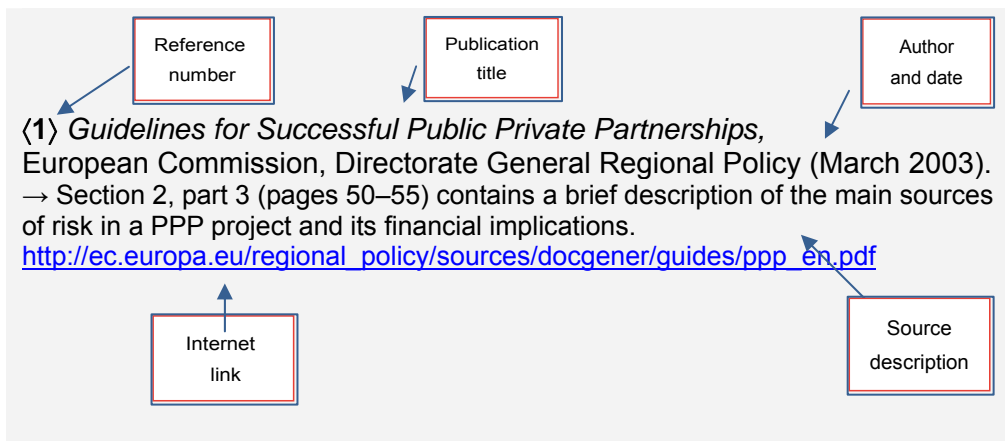 Reference
number
Publication
title
Author
and date
⟨1⟩ Guidelines for Successful Public Private Partnerships,
European Commission, Directorate General Regional Policy (March 2003).
→ Section 2, part 3 (pages 50–55) contains a brief description of the main sources
of risk in a PPP project and its financial implications.
http://ec.europa.eu/regional_policy/sources/docgener/guides/ppp_en.pdf
Internet
link
Source
description